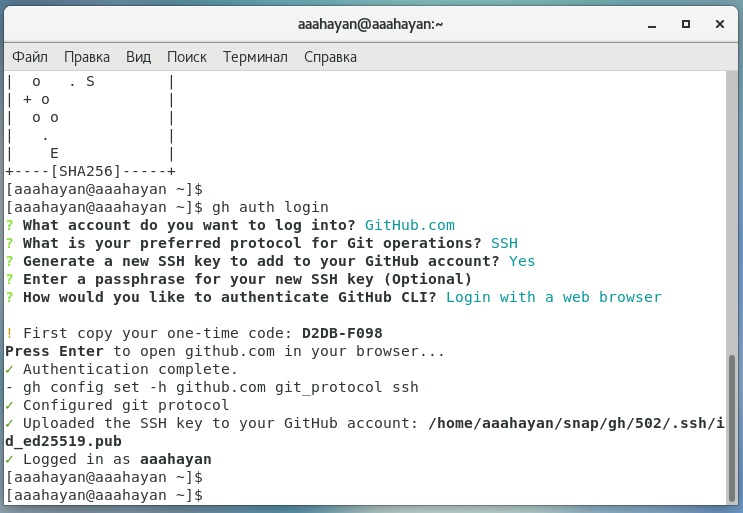 aaahayan@aaahayan:~
Файл Правка Вид Поиск Терминал Справка
|  o   . S        |
| + o             |
|  o o            |
|   .             |
|    E            |
+----[SHA256]-----+
[aaahayan@aaahayan ~]$
[aaahayan@aaahayan ~]$ gh auth login
? What account do you want to log into? GitHub.com
? What is your preferred protocol for Git operations? SSH
? Generate a new SSH key to add to your GitHub account? Yes
? Enter a passphrase for your new SSH key (Optional)
? How would you like to authenticate GitHub CLI? Login with a web browser
! First copy your one-time code: D2DB-F098
Press Enter to open github.com in your browser...
✓ Authentication complete.
- gh config set -h github.com git_protocol ssh
✓ Configured git protocol
✓ Uploaded the SSH key to your GitHub account: /home/aaahayan/snap/gh/502/.ssh/i
d_ed25519.pub
✓ Logged in as aaahayan
[aaahayan@aaahayan ~]$
[aaahayan@aaahayan ~]$